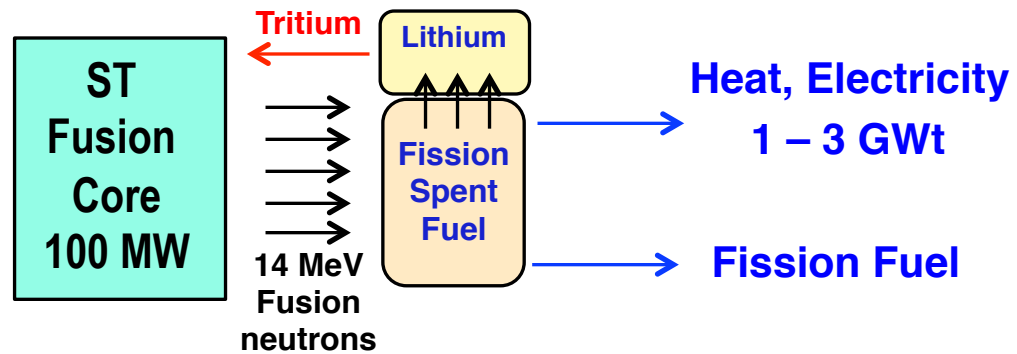 ST
Fusion
Core
100 MW
Tritium
14 MeV
Fusion
neutrons
Lithium
Fission
Spent
Fuel
Heat, Electricity
1 – 3 GWt
Fission Fuel